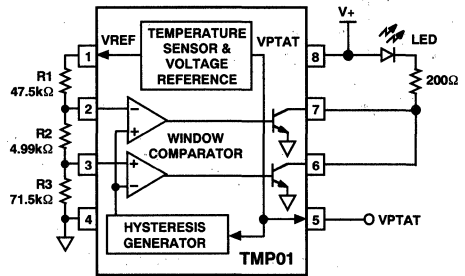 V+
LED
200Ω
1
VREF
TEMPERATURE
SENSOR &
VOLTAGE
REFERENCE
VPTAT
8
R1
47.5kΩ
2
−
+
7
R2
4.99kΩ
WINDOW
COMPARATOR
3
+
−
6
R3
71.5kΩ
4
HYSTERESIS
GENERATOR
5
VPTAT
TMP01